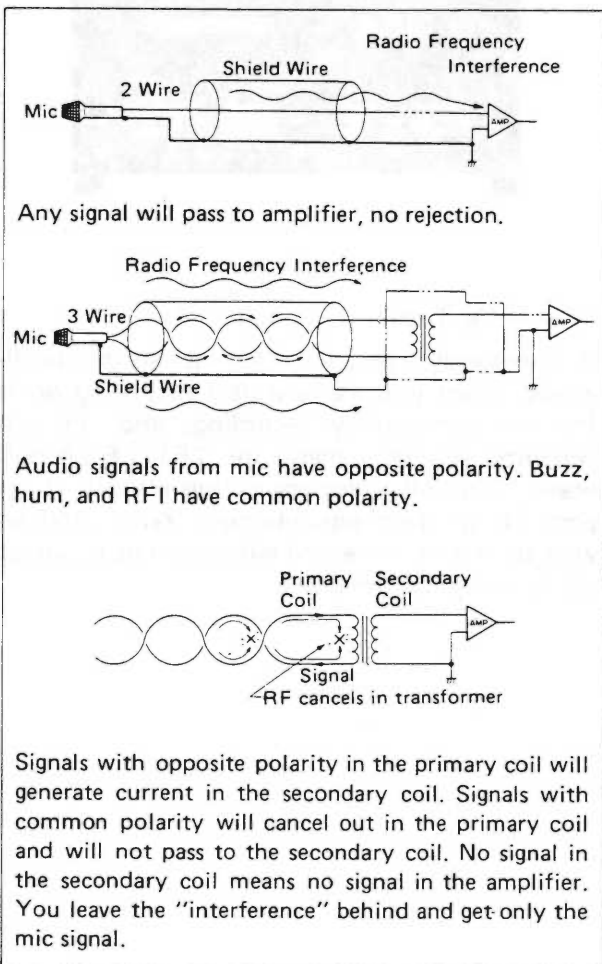 Radio Frequency
Interference
Shield Wire
2 Wire
Mic
AMP
Any signal will pass to amplifier, no rejection.
Radio Frequency Interference
3 Wire
Mic
AMP
Shield Wire
Audio signals from mic have opposite polarity. Buzz,
hum, and RFI have common polarity.
Primary Secondary
Coil Coil
AMP
Signal
RF cancels in transformer
Signals with opposite polarity in the primary coil will
generate current in the secondary coil. Signals with
common polarity will cancel out in the primary coil
and will not pass to the secondary coil. No signal in
the secondary coil means no signal in the amplifier.
You leave the "interference" behind and get only the
mic signal.